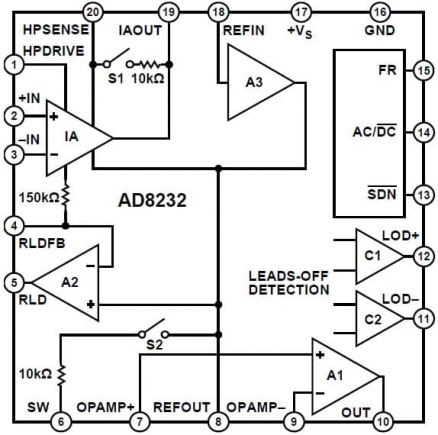 20 19 18 17 16
HPSENSE IAOUT REFIN +VS GND
HPDRIVE
1
S1 10kΩ
A3
FR 15
+IN
2
+ IA
AC/DC 14
–IN
3
–
150kΩ
AD8232
SDN 13
4
RLDFB
LOD+
C1 12
–
A2
5
RLD
LEADS-OFF
DETECTION
LOD–
+
C2 11
S2
10kΩ
+
A1
–
SW OPAMP+ REFOUT OPAMP– OUT
6 7 8 9 10